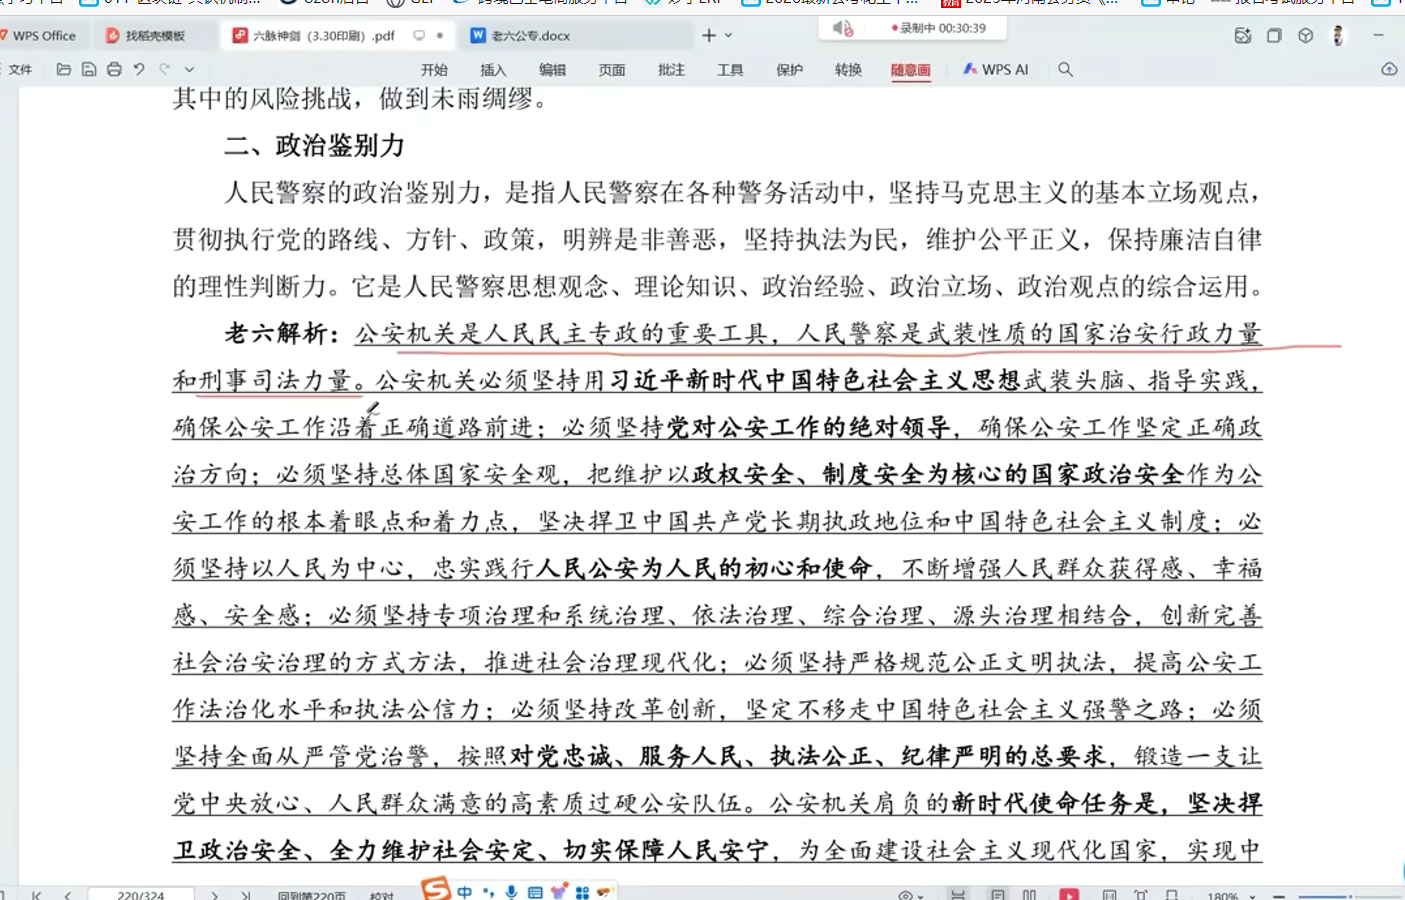 WPS Office 找稻壳模板 六脉神剑（3.30印刷）.pdf 老六公专.docx 录制中 00:30:39
文件 开始 插入 编辑 页面 批注 工具 保护 转换 随意画 WPS AI
其中的风险挑战，做到未雨绸缪。
二、政治鉴别力
人民警察的政治鉴别力，是指人民警察在各种警务活动中，坚持马克思主义的基本立场观点，
贯彻执行党的路线、方针、政策，明辨是非善恶，坚持执法为民，维护公平正义，保持廉洁自律
的理性判断力。它是人民警察思想观念、理论知识、政治经验、政治立场、政治观点的综合运用。
老六解析：公安机关是人民民主专政的重要工具，人民警察是武装性质的国家治安行政力量
和刑事司法力量。公安机关必须坚持用习近平新时代中国特色社会主义思想武装头脑、指导实践，
确保公安工作沿着正确道路前进；必须坚持党对公安工作的绝对领导，确保公安工作坚定正确政
治方向；必须坚持总体国家安全观，把维护以政权安全、制度安全为核心的国家政治安全作为公
安工作的根本着眼点和着力点，坚决捍卫中国共产党长期执政地位和中国特色社会主义制度；必
须坚持以人民为中心，忠实践行人民公安为人民的初心和使命，不断增强人民群众获得感、幸福
感、安全感；必须坚持专项治理和系统治理、依法治理、综合治理、源头治理相结合，创新完善
社会治安治理的方式方法，推进社会治理现代化；必须坚持严格规范公正文明执法，提高公安工
作法治化水平和执法公信力；必须坚持改革创新，坚定不移走中国特色社会主义强警之路；必须
坚持全面从严管党治警，按照对党忠诚、服务人民、执法公正、纪律严明的总要求，锻造一支让
党中央放心、人民群众满意的高素质过硬公安队伍。公安机关肩负的新时代使命任务是，坚决捍
卫政治安全、全力维护社会安定、切实保障人民安宁，为全面建设社会主义现代化国家，实现中
220/324 回到第220页 校对 中 180%